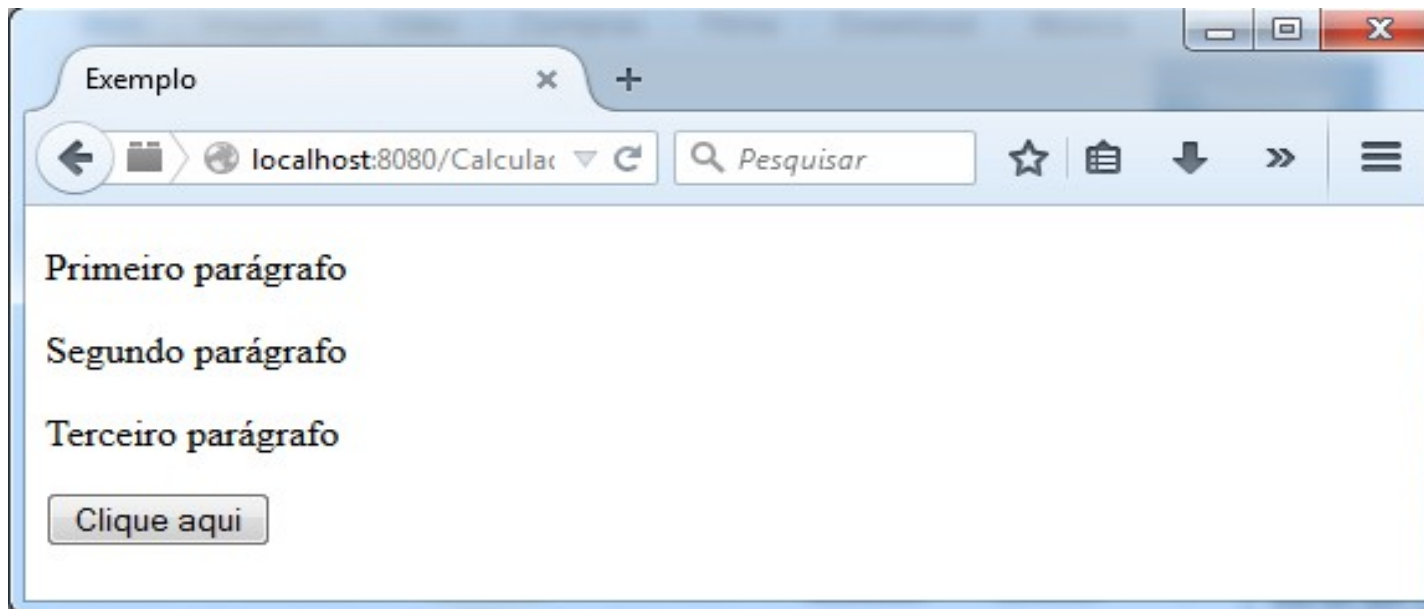 Exemplo
localhost:8080/Calculac
Pesquisar
Primeiro parágrafo
Segundo parágrafo
Terceiro parágrafo
Clique aqui